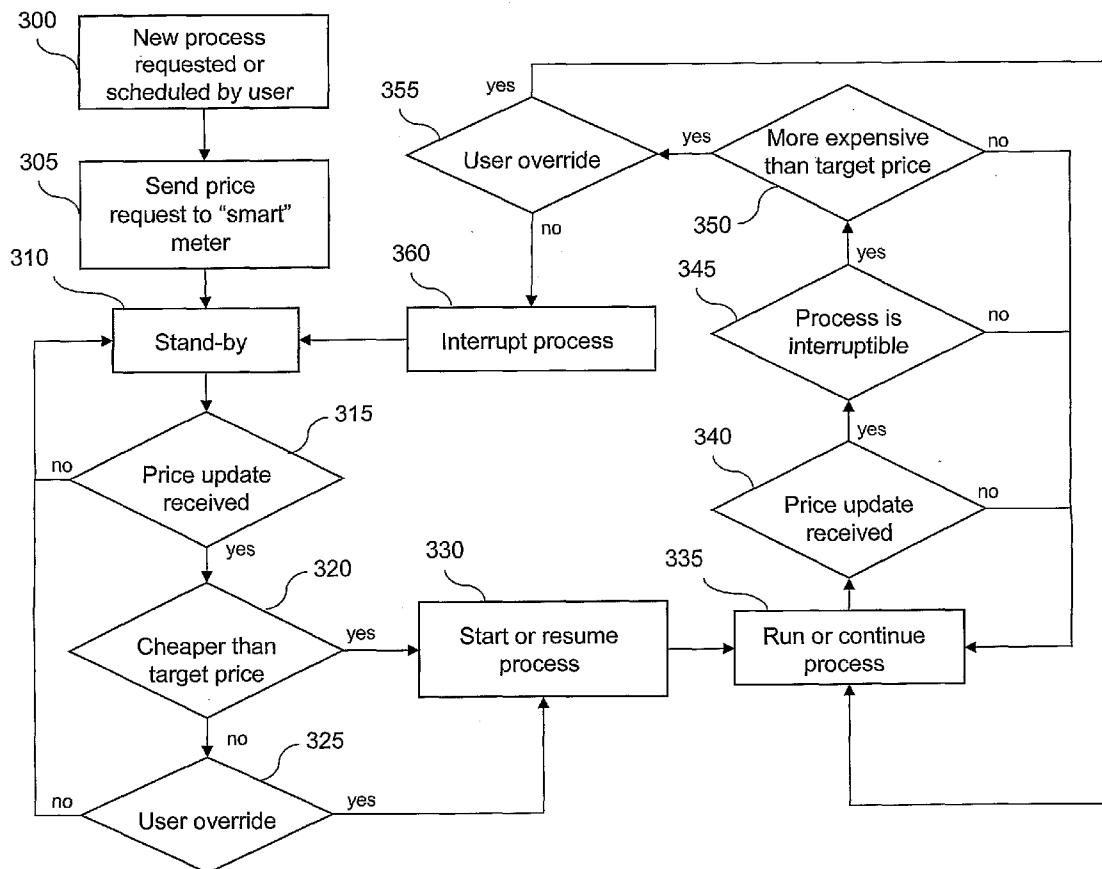 300
New process
requested or
scheduled by user
305
Send price
request to “smart”
meter
310
Stand-by
315
no
Price update
received
yes
320
Cheaper than
target price
yes
no
325
no
User override
yes
330
Start or resume
process
335
Run or continue
process
340
Price update
received
no
yes
345
Process is
interruptible
no
yes
350
More expensive
than target price
no
yes
355
yes
User override
no
360
Interrupt process